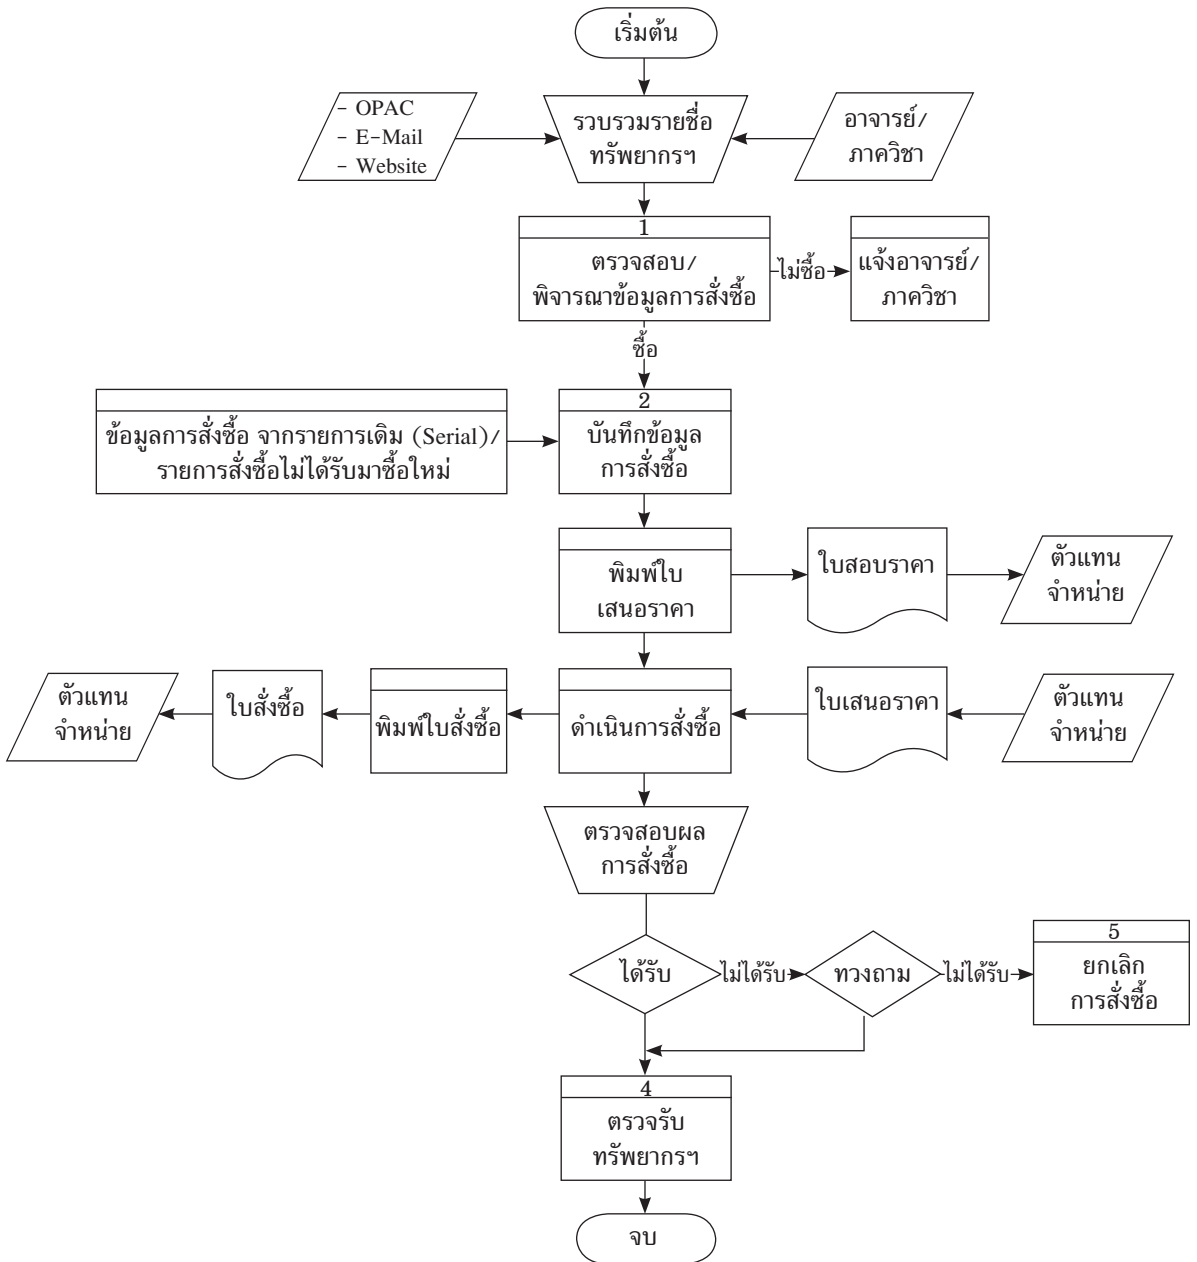 เริ่มต้น
- OPAC
- E-Mail
- Website
รวบรวมรายชื่อ
ทรัพยากรฯ
อาจารย์/
ภาควิชา
1
ตรวจสอบ/
พิจารณาข้อมูลการสั่งซื้อ
ไม่ซื้อ
แจ้งอาจารย์/
ภาควิชา
ซื้อ
ข้อมูลการสั่งซื้อ จากรายการเดิม (Serial)/
รายการสั่งซื้อไม่ได้รับมาซื้อใหม่
2
บันทึกข้อมูล
การสั่งซื้อ
พิมพ์ใบ
เสนอราคา
ใบสอบราคา
ตัวแทน
จำหน่าย
ตัวแทน
จำหน่าย
ใบสั่งซื้อ
พิมพ์ใบสั่งซื้อ
ดำเนินการสั่งซื้อ
ใบเสนอราคา
ตัวแทน
จำหน่าย
ตรวจสอบผล
การสั่งซื้อ
ได้รับ
ไม่ได้รับ
ทวงถาม
ไม่ได้รับ
5
ยกเลิก
การสั่งซื้อ
4
ตรวจรับ
ทรัพยากรฯ
จบ